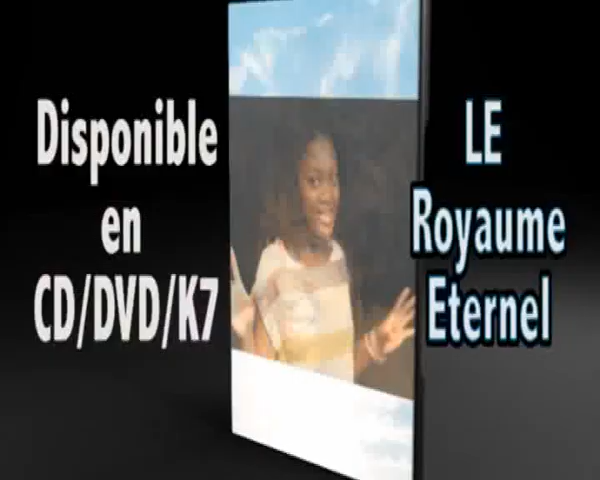 Disponible
en
CD/DVD/K7
LE
Royaume
Eternel